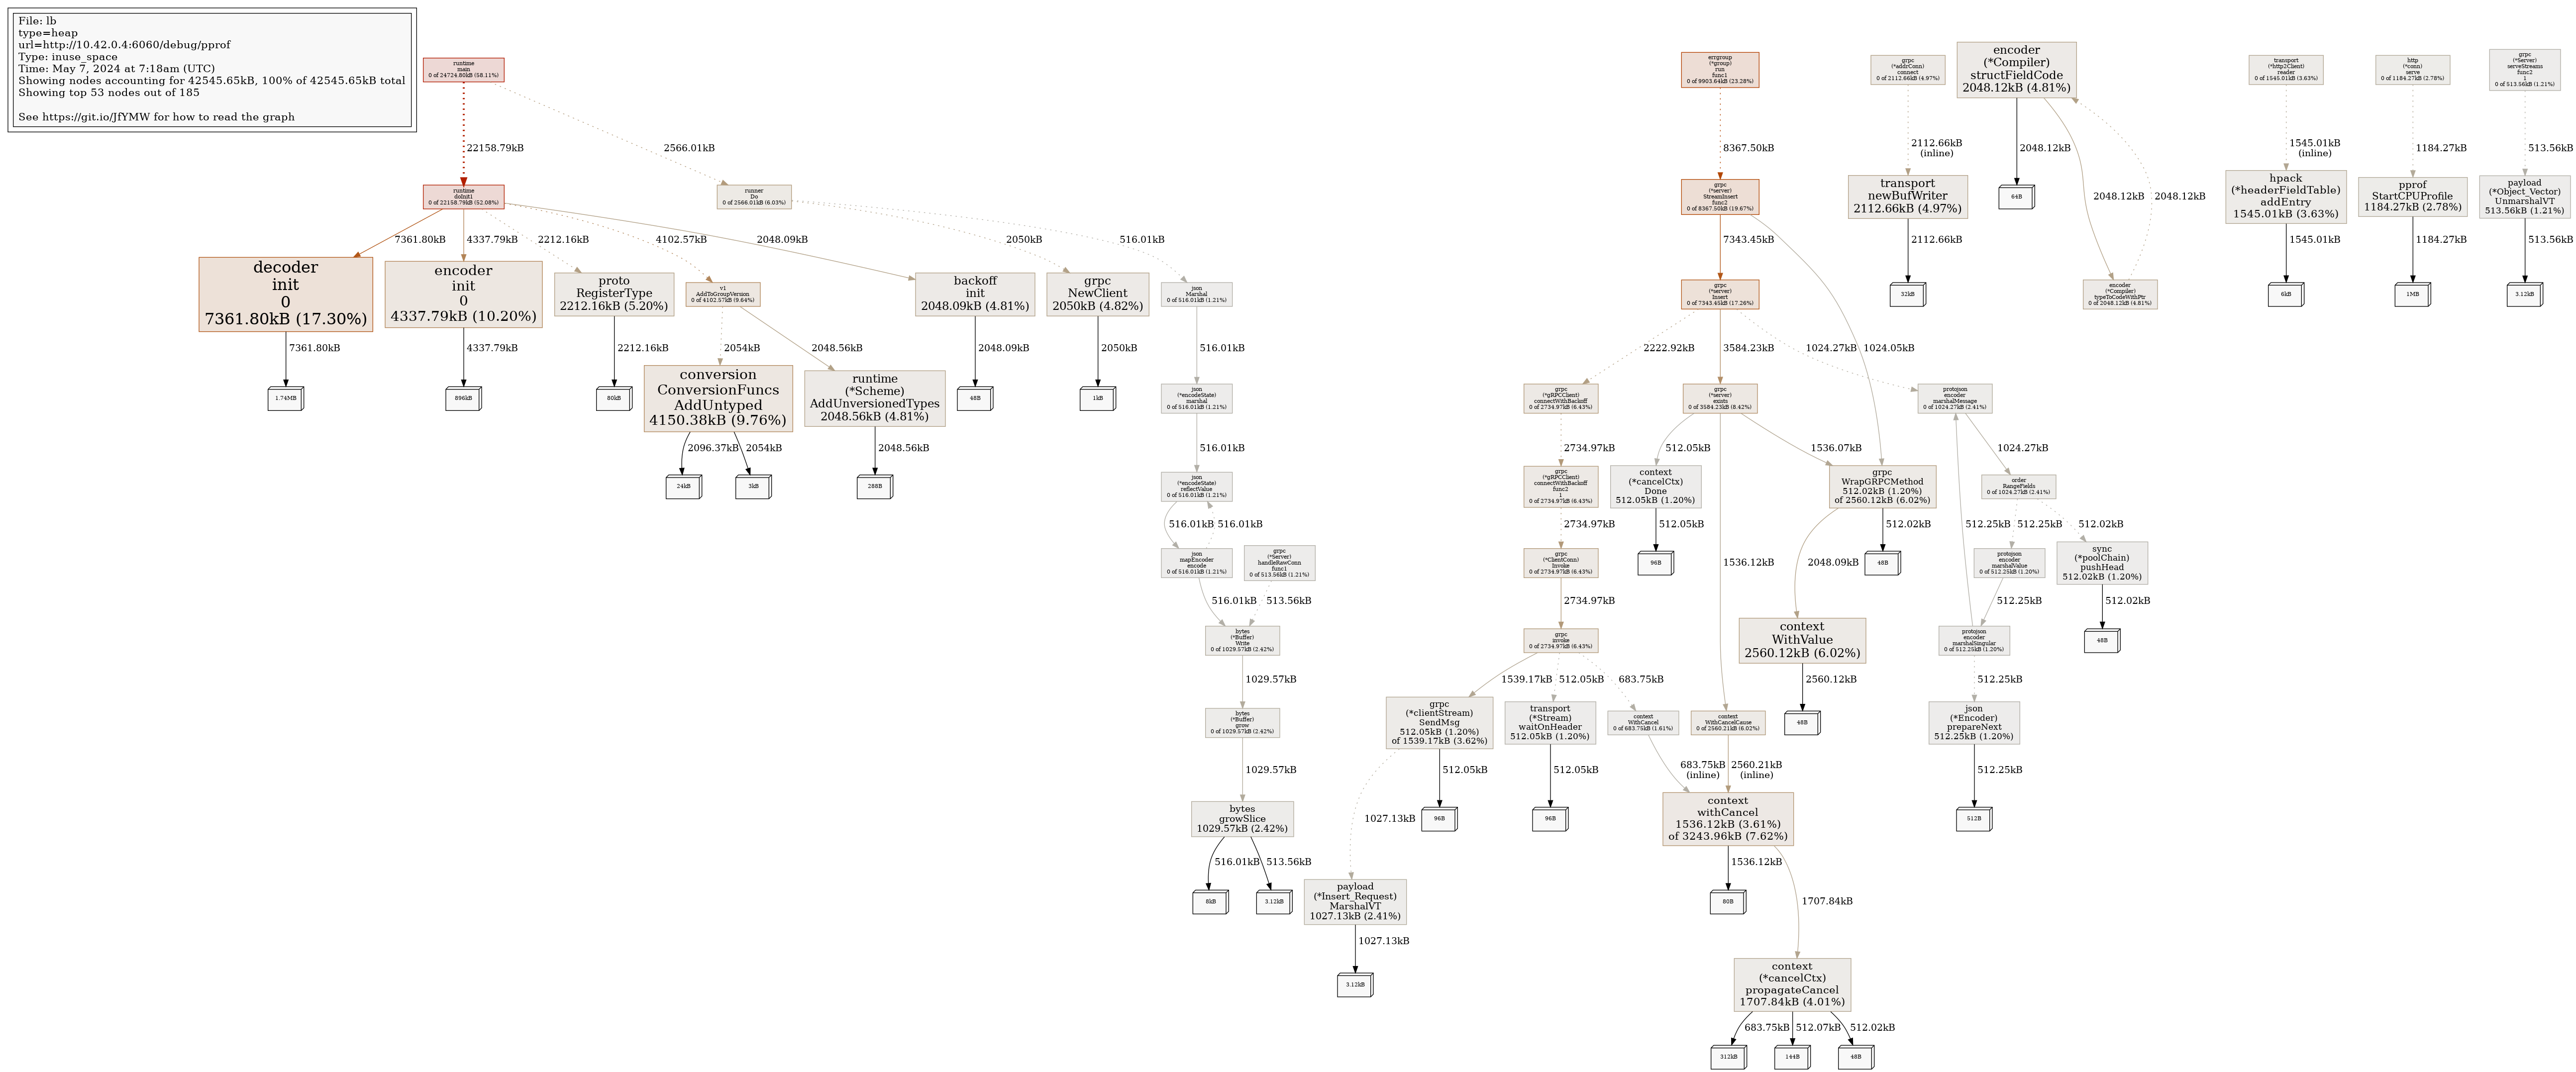 File: lb
type=heap
url=http://10.42.0.4:6060/debug/pprof
Type: inuse_space
Time: May 7, 2024 at 7:18am (UTC)
Showing nodes accounting for 42545.65kB, 100% of 42545.65kB total
Showing top 53 nodes out of 185
See https://git.io/JfYMW for how to read the graph
runtime
main
0 of 24724.80kB (58.11%)
errgroup
(*group)
run
func1
0 of 9903.64kB (23.28%)
grpc
(*addrConn)
connect
0 of 2112.66kB (4.97%)
encoder
(*Compiler)
structFieldCode
2048.12kB (4.81%)
transport
(*http2Client)
reader
0 of 1545.01kB (3.63%)
http
(*conn)
serve
0 of 1184.27kB (2.78%)
grpc
(*Server)
serveStreams
func2
1
0 of 513.56kB (1.21%)
22158.79kB
2566.01kB
8367.50kB
2112.66kB
(inline)
2048.12kB
2048.12kB
2048.12kB
1545.01kB
(inline)
1184.27kB
513.56kB
runtime
doInit1
0 of 22158.79kB (52.08%)
runner
Do
0 of 2566.01kB (6.03%)
grpc
(*server)
StreamInsert
func2
0 of 8367.50kB (19.67%)
transport
newBufWriter
2112.66kB (4.97%)
64B
hpack
(*headerFieldTable)
addEntry
1545.01kB (3.63%)
pprof
StartCPUProfile
1184.27kB (2.78%)
payload
(*Object_Vector)
UnmarshalVT
513.56kB (1.21%)
7361.80kB
4337.79kB
2212.16kB
4102.57kB
2048.09kB
2050kB
516.01kB
7343.45kB
1024.05kB
2112.66kB
1545.01kB
1184.27kB
513.56kB
decoder
init
0
7361.80kB (17.30%)
encoder
init
0
4337.79kB (10.20%)
proto
RegisterType
2212.16kB (5.20%)
v1
AddToGroupVersion
0 of 4102.57kB (9.64%)
backoff
init
2048.09kB (4.81%)
grpc
NewClient
2050kB (4.82%)
json
Marshal
0 of 516.01kB (1.21%)
grpc
(*server)
Insert
0 of 7343.45kB (17.26%)
32kB
encoder
(*Compiler)
typeToCodeWithPtr
0 of 2048.12kB (4.81%)
6kB
1MB
3.12kB
7361.80kB
4337.79kB
2212.16kB
2054kB
2048.56kB
2048.09kB
2050kB
516.01kB
2222.92kB
3584.23kB
1024.27kB
1.74MB
896kB
80kB
conversion
ConversionFuncs
AddUntyped
4150.38kB (9.76%)
runtime
(*Scheme)
AddUnversionedTypes
2048.56kB (4.81%)
48B
1kB
json
(*encodeState)
marshal
0 of 516.01kB (1.21%)
grpc
(*gRPCClient)
connectWithBackoff
0 of 2734.97kB (6.43%)
grpc
(*server)
exists
0 of 3584.23kB (8.42%)
protojson
encoder
marshalMessage
0 of 1024.27kB (2.41%)
2096.37kB
2054kB
2048.56kB
516.01kB
2734.97kB
512.05kB
1536.07kB
1024.27kB
24kB
3kB
288B
json
(*encodeState)
reflectValue
0 of 516.01kB (1.21%)
grpc
(*gRPCClient)
connectWithBackoff
func2
1
0 of 2734.97kB (6.43%)
context
(*cancelCtx)
Done
512.05kB (1.20%)
grpc
WrapGRPCMethod
512.02kB (1.20%)
of 2560.12kB (6.02%)
order
RangeFields
0 of 1024.27kB (2.41%)
516.01kB
516.01kB
2734.97kB
512.05kB
512.02kB
512.25kB
512.25kB
512.02kB
json
mapEncoder
encode
0 of 516.01kB (1.21%)
grpc
(*Server)
handleRawConn
func1
0 of 513.56kB (1.21%)
grpc
(*ClientConn)
Invoke
0 of 2734.97kB (6.43%)
96B
1536.12kB
2048.09kB
48B
protojson
encoder
marshalValue
0 of 512.25kB (1.20%)
sync
(*poolChain)
pushHead
512.02kB (1.20%)
516.01kB
513.56kB
2734.97kB
512.25kB
512.02kB
bytes
(*Buffer)
Write
0 of 1029.57kB (2.42%)
grpc
invoke
0 of 2734.97kB (6.43%)
context
WithValue
2560.12kB (6.02%)
protojson
encoder
marshalSingular
0 of 512.25kB (1.20%)
48B
1029.57kB
1539.17kB
512.05kB
683.75kB
2560.12kB
512.25kB
bytes
(*Buffer)
grow
0 of 1029.57kB (2.42%)
grpc
(*clientStream)
SendMsg
512.05kB (1.20%)
of 1539.17kB (3.62%)
transport
(*Stream)
waitOnHeader
512.05kB (1.20%)
context
WithCancel
0 of 683.75kB (1.61%)
context
WithCancelCause
0 of 2560.21kB (6.02%)
48B
json
(*Encoder)
prepareNext
512.25kB (1.20%)
1029.57kB
1027.13kB
512.05kB
512.05kB
683.75kB
(inline)
2560.21kB
(inline)
512.25kB
bytes
growSlice
1029.57kB (2.42%)
96B
96B
context
withCancel
1536.12kB (3.61%)
of 3243.96kB (7.62%)
512B
516.01kB
513.56kB
1536.12kB
1707.84kB
8kB
3.12kB
payload
(*Insert_Request)
MarshalVT
1027.13kB (2.41%)
80B
1027.13kB
3.12kB
context
(*cancelCtx)
propagateCancel
1707.84kB (4.01%)
683.75kB
512.07kB
512.02kB
312kB
144B
48B